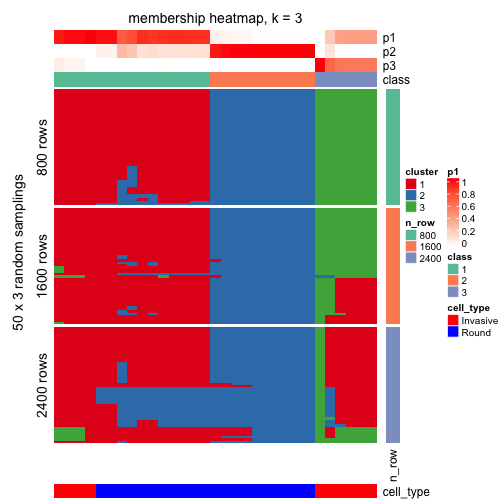 membership heatmap, k = 3
p1
p2
p3
class
50 x 3 random samplings
800 rows
1600 rows
2400 rows
n_row
cell_type
cluster
1
2
3
n_row
800
1600
2400
p1
1
0.8
0.6
0.4
0.2
0
class
1
2
3
cell_type
Invasive
Round